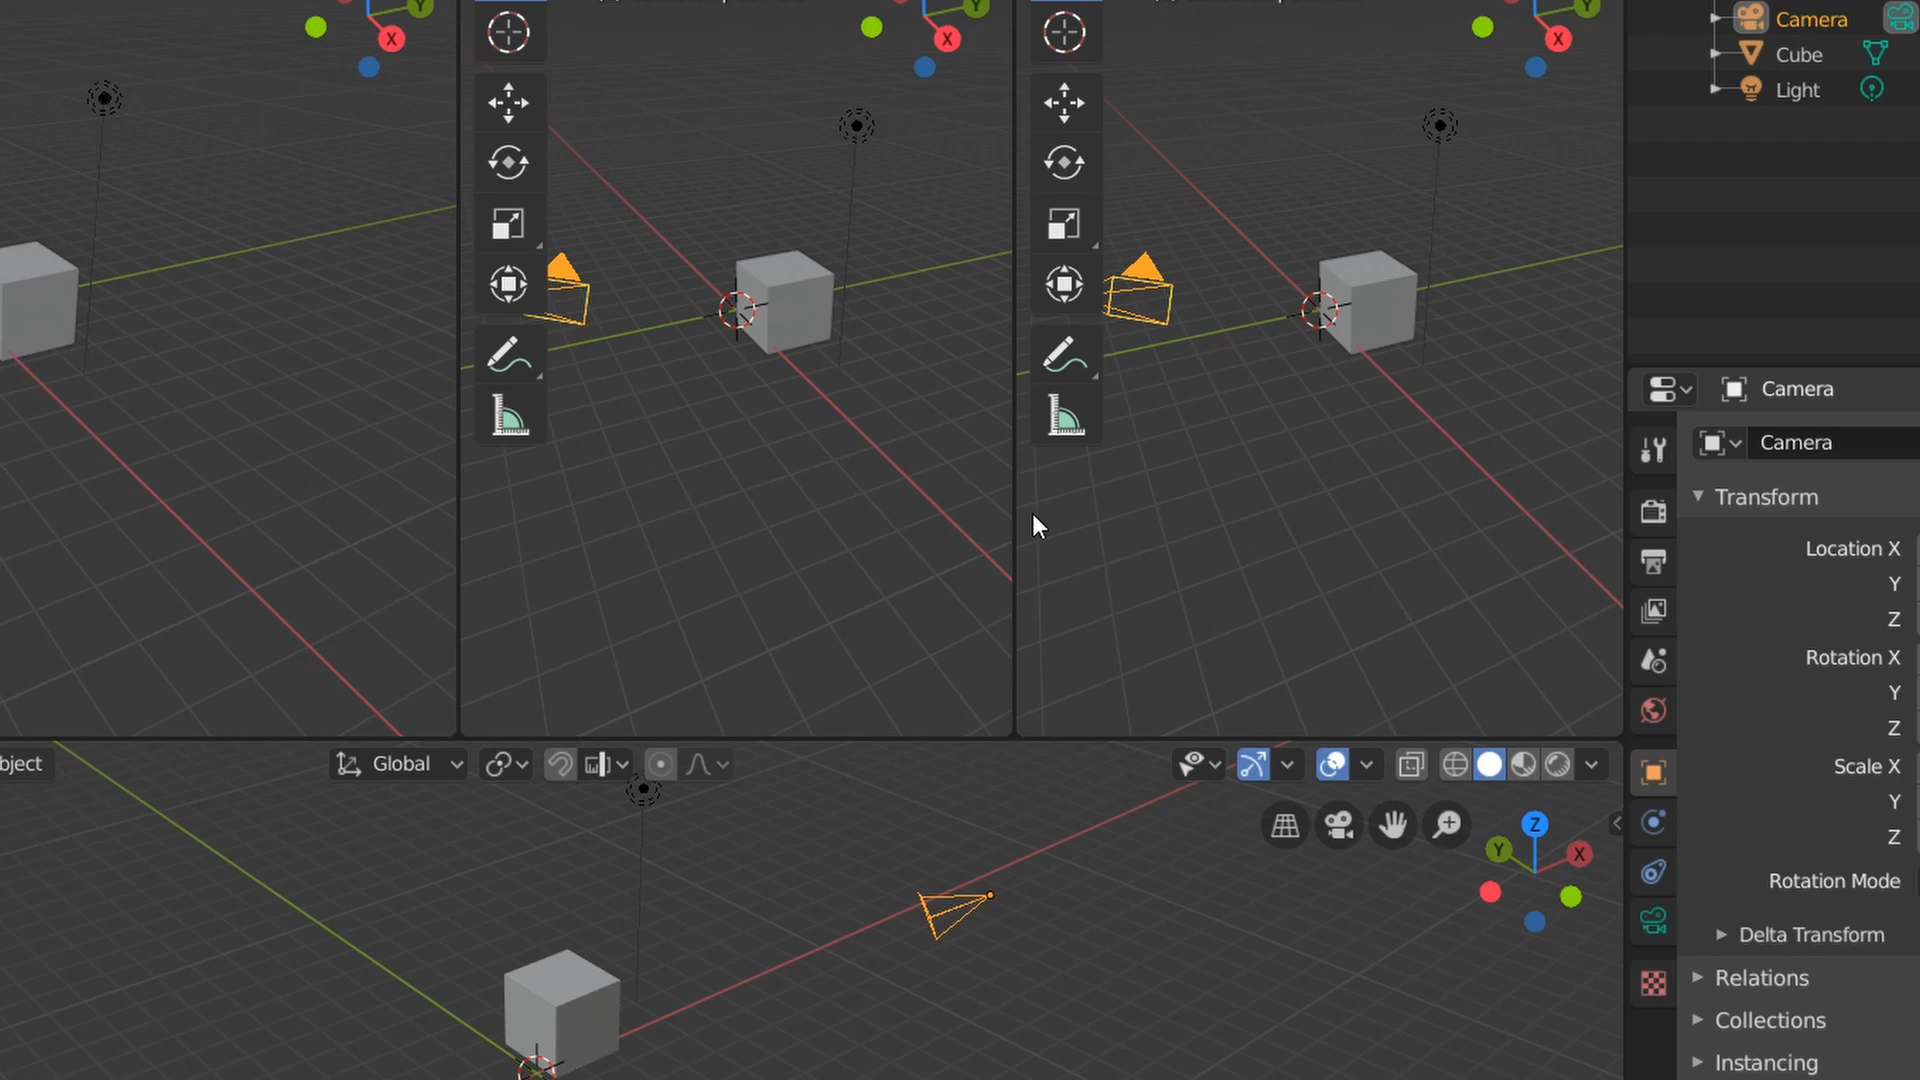 Y
X
Y
X
Y
X
Camera
Cube
Light
Camera
Camera
Transform
Location X
Y
Z
Rotation X
Y
Z
Scale X
Y
Z
Rotation Mode
Delta Transform
Relations
Collections
Instancing
bject
Global
Z
Y
X